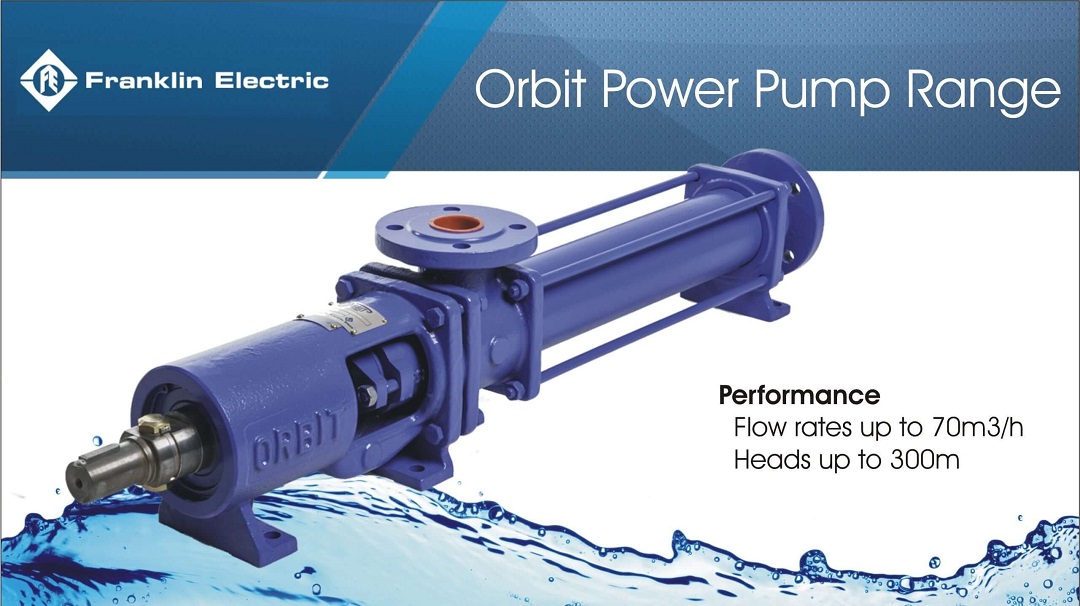 Franklin Electric
Orbit Power Pump Range
ORBIT
Performance
Flow rates up to 70m3/h
Heads up to 300m